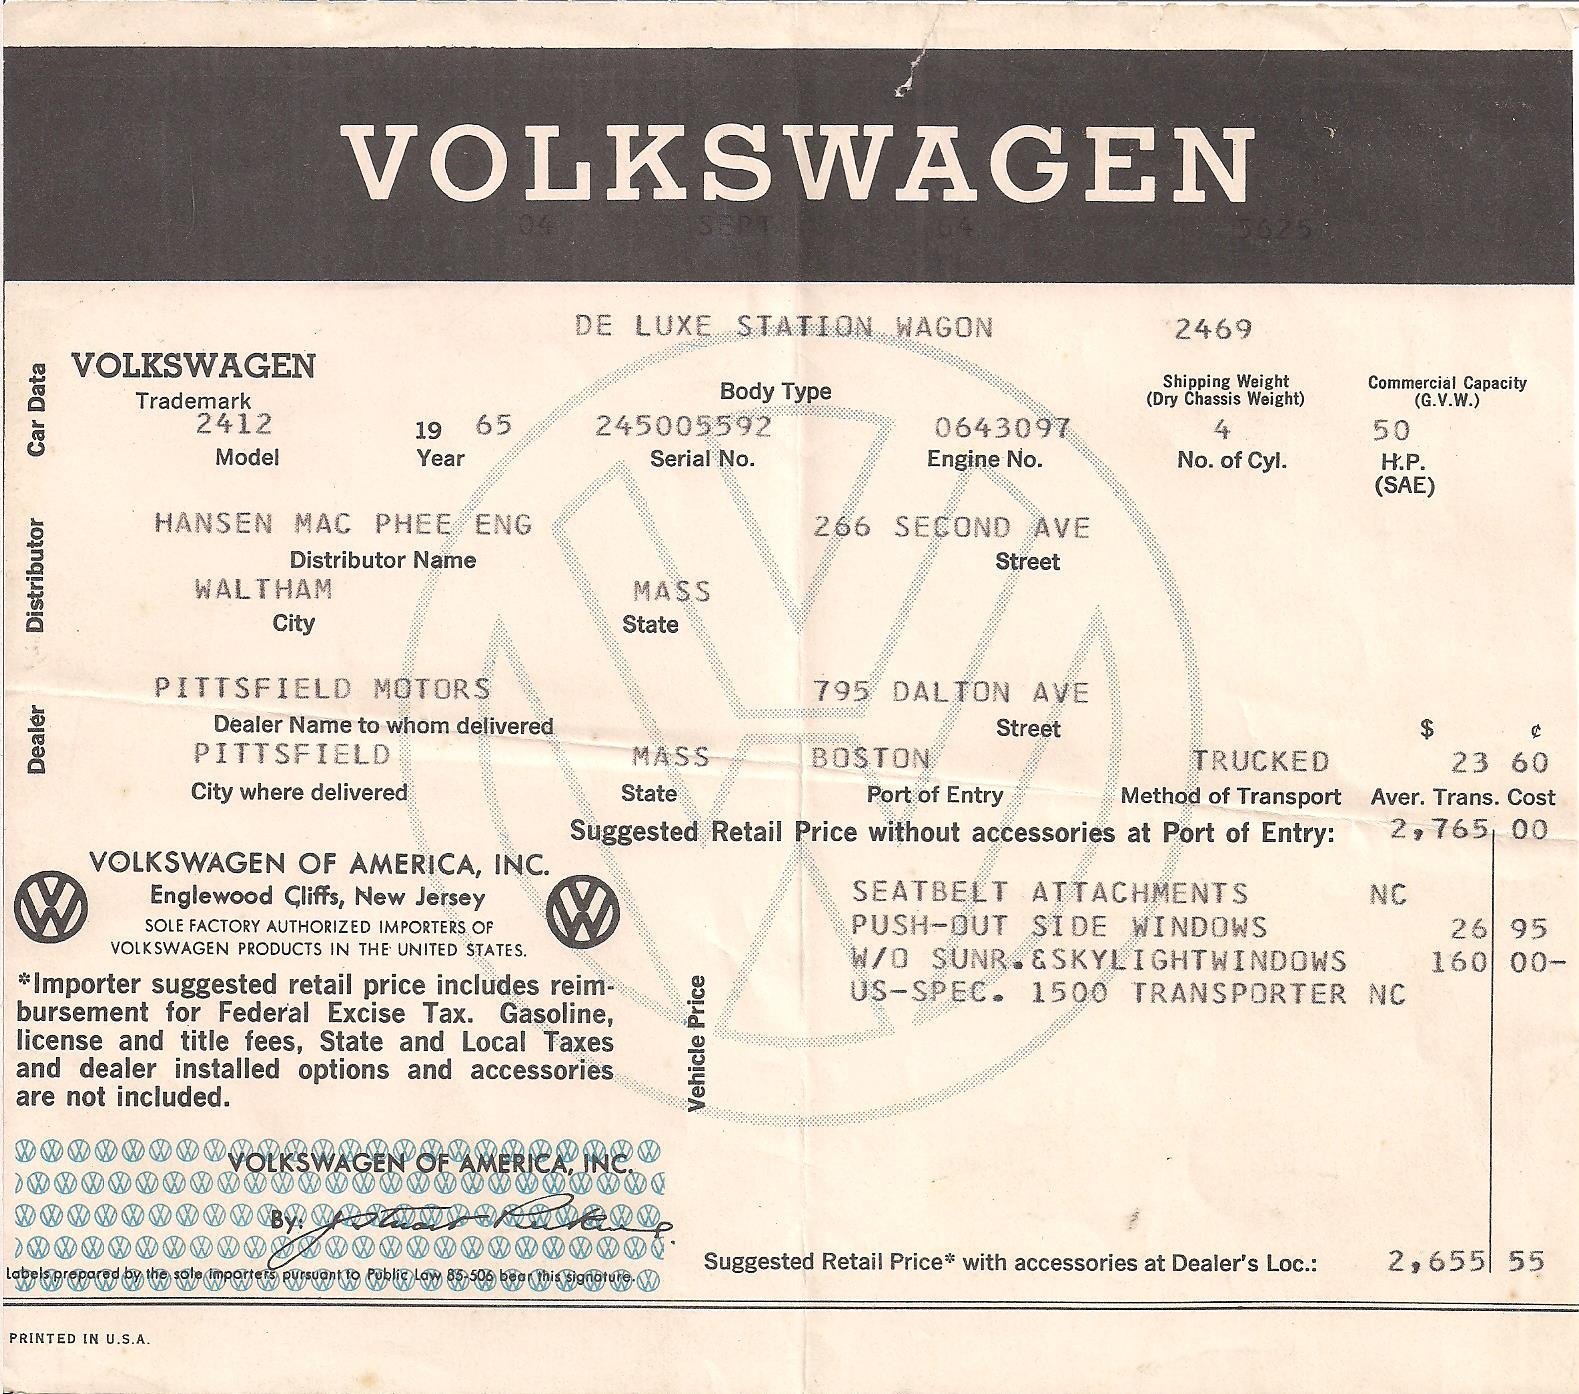 VOLKSWAGEN
04 SEPT 64 5625
DE LUXE STATION WAGON 2469
VOLKSWAGEN
Trademark
Body Type
Shipping Weight
(Dry Chassis Weight)
Commercial Capacity
(G.V.W.)
Car Data
2412 19 65 245005592 0643097 4 50
Model Year Serial No. Engine No. No. of Cyl. H.P.
(SAE)
Distributor
HANSEN MAC PHEE ENG 266 SECOND AVE
Distributor Name Street
WALTHAM MASS
City State
Dealer
PITTSFIELD MOTORS 795 DALTON AVE
Dealer Name to whom delivered Street $ ¢
PITTSFIELD MASS BOSTON TRUCKED 23 60
City where delivered State Port of Entry Method of Transport Aver. Trans. Cost
Suggested Retail Price without accessories at Port of Entry: 2,765 00
VOLKSWAGEN OF AMERICA, INC.
Englewood Cliffs, New Jersey
SOLE FACTORY AUTHORIZED IMPORTERS OF
VOLKSWAGEN PRODUCTS IN THE UNITED STATES.
*Importer suggested retail price includes reim-
bursement for Federal Excise Tax. Gasoline,
license and title fees, State and Local Taxes
and dealer installed options and accessories
are not included.
Vehicle Price
SEATBELT ATTACHMENTS NC
PUSH-OUT SIDE WINDOWS 26 95
W/O SUNR.&SKYLIGHTWINDOWS 160 00-
US-SPEC. 1500 TRANSPORTER NC
VOLKSWAGEN OF AMERICA, INC.
By:
Labels prepared by the sole importers pursuant to Public Law 85-506 bear this signature.
Suggested Retail Price* with accessories at Dealer's Loc.: 2,655 55
PRINTED IN U.S.A.